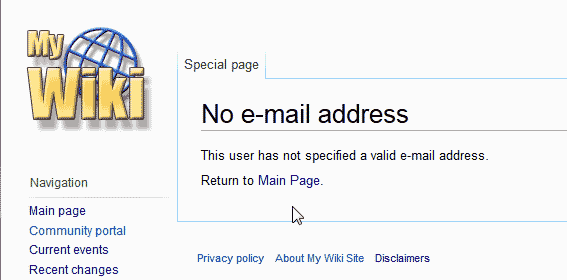 My
Wiki
Special page
No e-mail address
This user has not specified a valid e-mail address.
Return to Main Page.
Navigation
Main page
Community portal
Current events
Recent changes
Privacy policy About My Wiki Site Disclaimers